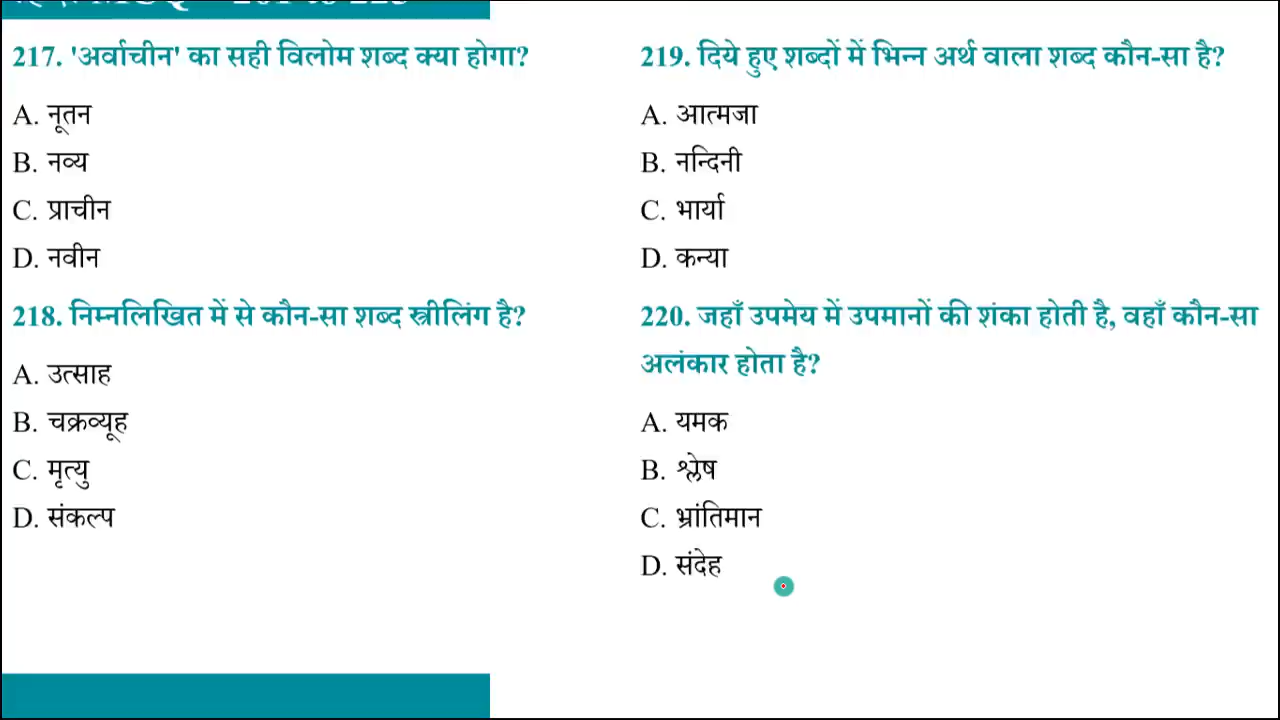 217. 'अर्वाचीन' का सही विलोम शब्द क्या होगा?
A. नूतन
B. नव्य
C. प्राचीन
D. नवीन
218. निम्नलिखित में से कौन-सा शब्द स्त्रीलिंग है?
A. उत्साह
B. चक्रव्यूह
C. मृत्यु
D. संकल्प
219. दिये हुए शब्दों में भिन्न अर्थ वाला शब्द कौन-सा है?
A. आत्मजा
B. नन्दिनी
C. भार्या
D. कन्या
220. जहाँ उपमेय में उपमानों की शंका होती है, वहाँ कौन-सा
अलंकार होता है?
A. यमक
B. श्लेष
C. भ्रांतिमान
D. संदेह